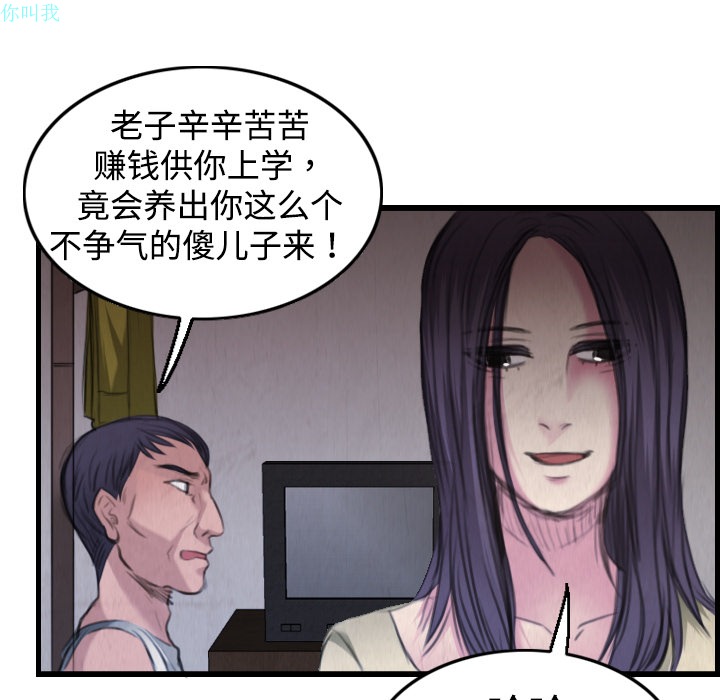 你叫我
老子辛辛苦苦
赚钱供你上学，
竟会养出你这么个
不争气的傻儿子来！